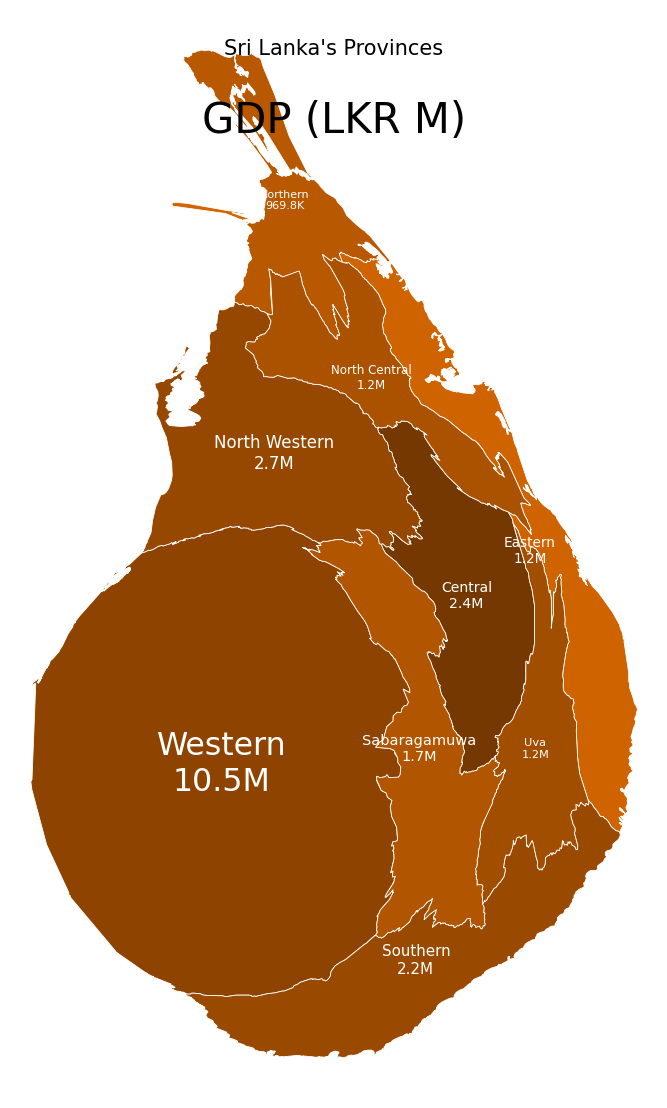 Sri Lanka's Provinces
GDP (LKR M)
Northern
969.8K
North Central
1.2M
North Western
2.7M
Eastern
1.2M
Central
2.4M
Western
10.5M
Sabaragamuwa
1.7M
Uva
1.2M
Southern
2.2M